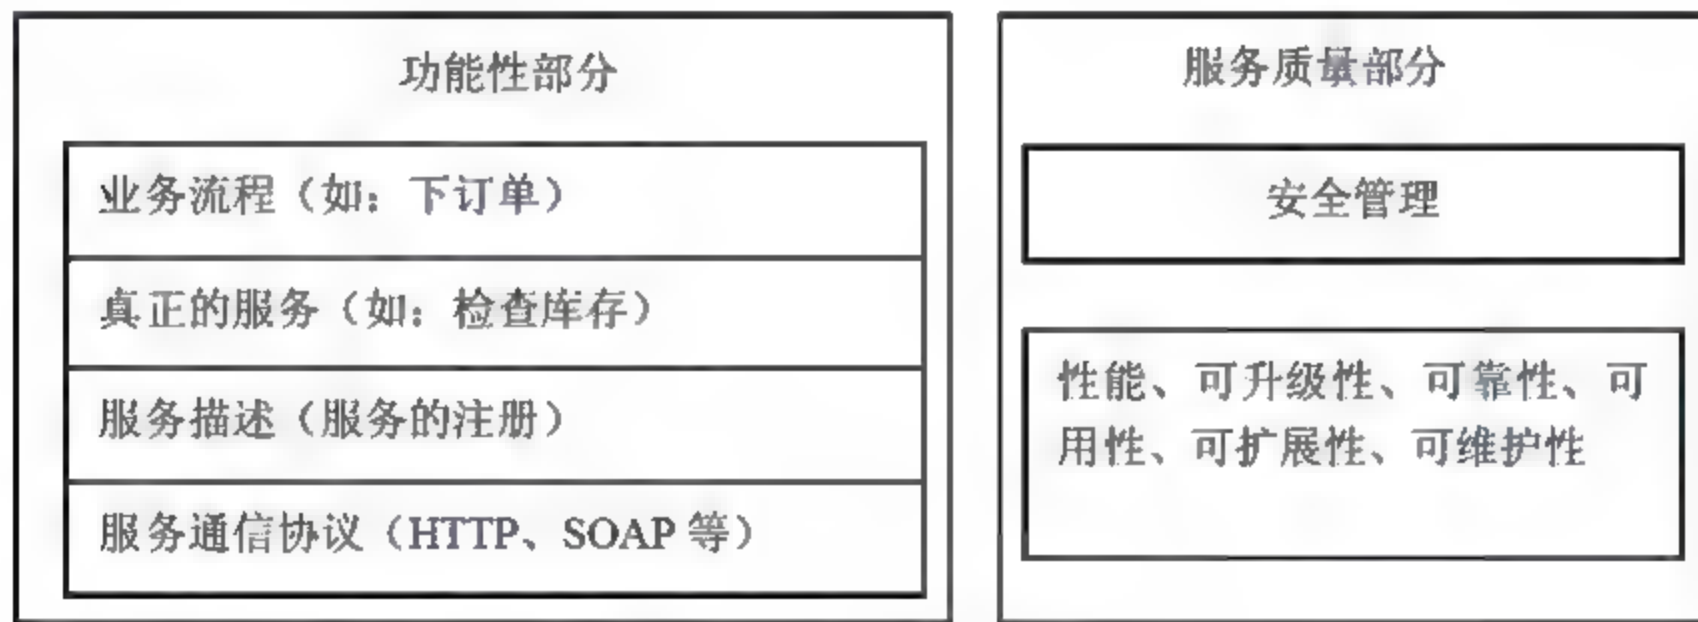 功能性部分
业务流程（如：下订单）
真正的服务（如：检查库存）
服务描述（服务的注册）
服务通信协议（HTTP、SOAP 等）
服务质量部分
安全管理
性能、可升级性、可靠性、可
用性、可扩展性、可维护性